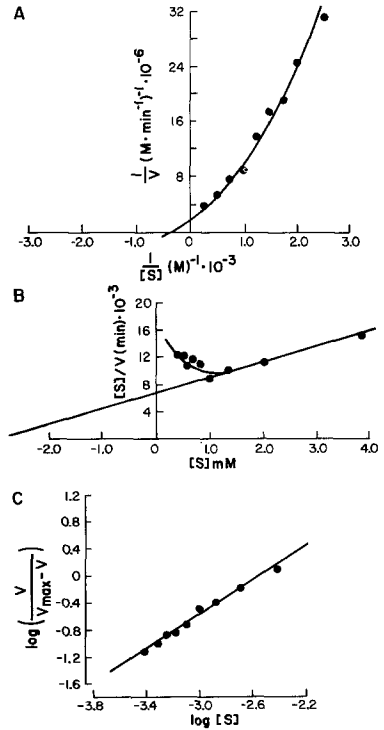 A
32
24
16
8
1/V (M·min⁻¹)⁻¹·10⁻⁶
-3.0 -2.0 -1.0 0 1.0 2.0 3.0
1/[S] (M)⁻¹·10⁻³
B
20
16
12
8
4
[S]/V (min)·10⁻³
-2.0 -1.0 0 1.0 2.0 3.0 4.0
[S]mM
C
1.2
0.8
0.4
0
-0.4
-0.8
-1.2
-1.6
log (V/Vmax-V)
-3.8 -3.4 -3.0 -2.6 -2.2
log [S]